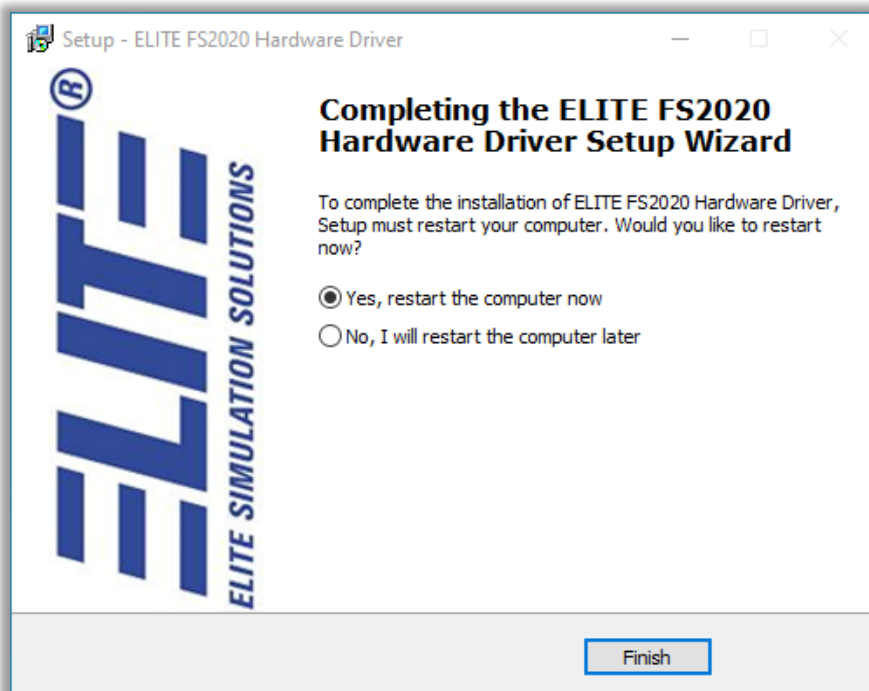 Setup - ELITE FS2020 Hardware Driver
ELITE®
ELITE SIMULATION SOLUTIONS
Completing the ELITE FS2020
Hardware Driver Setup Wizard
To complete the installation of ELITE FS2020 Hardware Driver,
Setup must restart your computer. Would you like to restart
now?
Yes, restart the computer now
No, I will restart the computer later
Finish